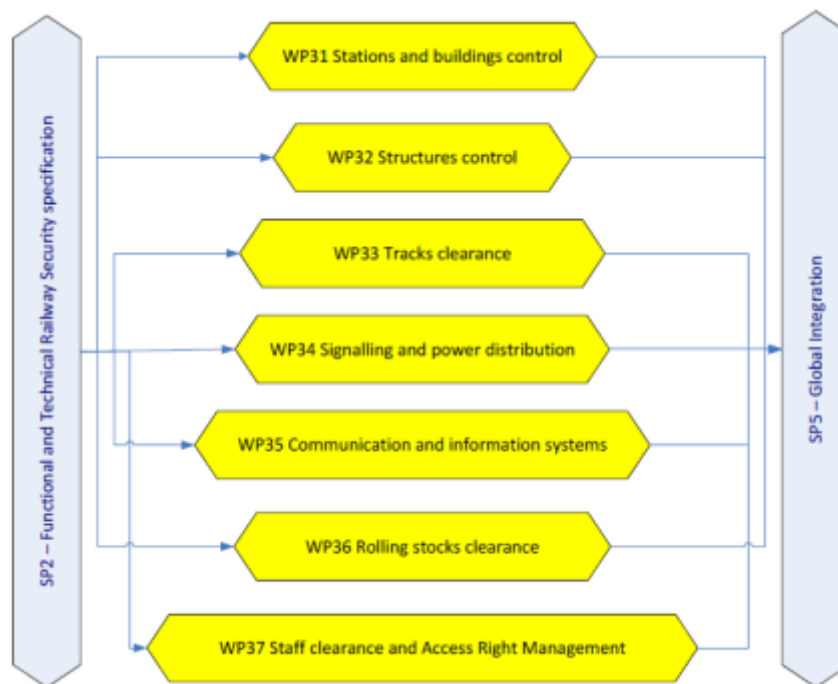 SP2 – Functional and Technical Railway Security specification
WP31 Stations and buildings control
WP32 Structures control
WP33 Tracks clearance
WP34 Signalling and power distribution
WP35 Communication and information systems
WP36 Rolling stocks clearance
WP37 Staff clearance and Access Right Management
SP5 – Global Integration